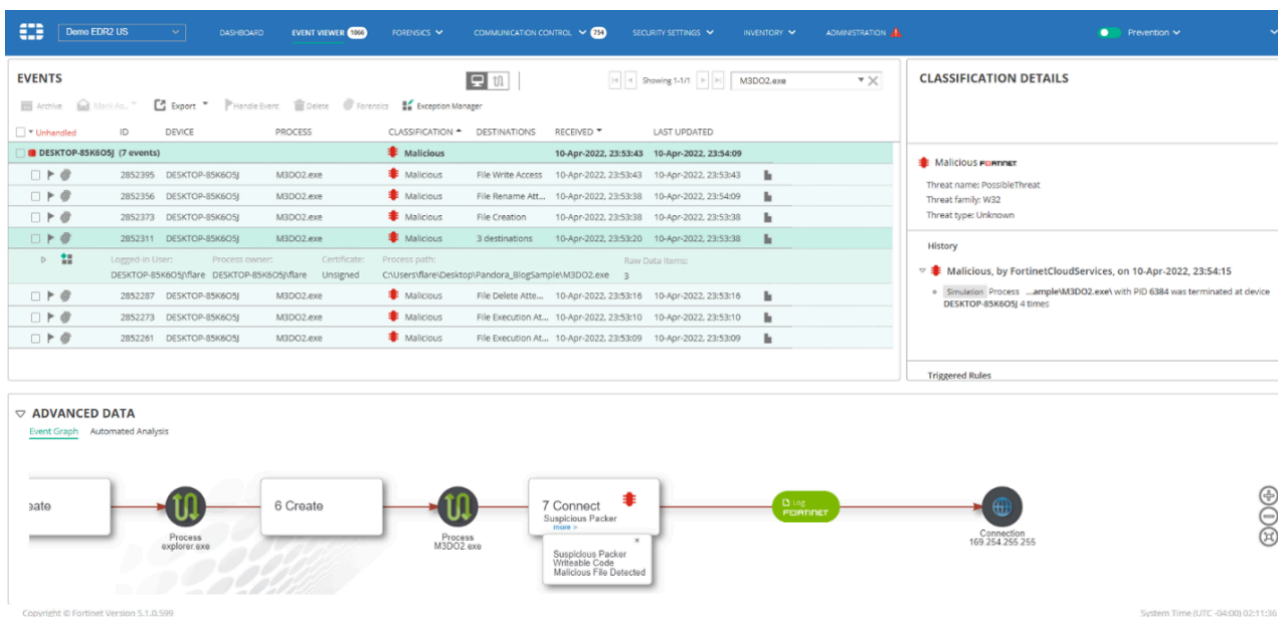 Demo EDR2 US
DASHBOARD
EVENT VIEWER 1066
FORENSICS
COMMUNICATION CONTROL 754
SECURITY SETTINGS
INVENTORY
ADMINISTRATION
Prevention
EVENTS
Showing 1-1/1
M3DO2.exe
Archive Mark As... Export Handle Event Delete Forensics Exception Manager
Unhandled ID DEVICE PROCESS CLASSIFICATION DESTINATIONS RECEIVED LAST UPDATED
DESKTOP-85K6O5J (7 events) Malicious 10-Apr-2022, 23:53:43 10-Apr-2022, 23:54:09
2852395 DESKTOP-85K6O5J M3DO2.exe Malicious File Write Access 10-Apr-2022, 23:53:43 10-Apr-2022, 23:53:43
2852356 DESKTOP-85K6O5J M3DO2.exe Malicious File Rename Att... 10-Apr-2022, 23:53:38 10-Apr-2022, 23:54:09
2852373 DESKTOP-85K6O5J M3DO2.exe Malicious File Creation 10-Apr-2022, 23:53:38 10-Apr-2022, 23:53:38
2852311 DESKTOP-85K6O5J M3DO2.exe Malicious 3 destinations 10-Apr-2022, 23:53:20 10-Apr-2022, 23:53:38
Logged-in User: Process owner: Certificate: Process path: Raw Data Items:
DESKTOP-85K6O5J\flare DESKTOP-85K6O5J\flare Unsigned C:\Users\flare\Desktop\Pandora_BlogSample\M3DO2.exe 3
2852287 DESKTOP-85K6O5J M3DO2.exe Malicious File Delete Atte... 10-Apr-2022, 23:53:16 10-Apr-2022, 23:53:16
2852273 DESKTOP-85K6O5J M3DO2.exe Malicious File Execution At... 10-Apr-2022, 23:53:10 10-Apr-2022, 23:53:10
2852261 DESKTOP-85K6O5J M3DO2.exe Malicious File Execution At... 10-Apr-2022, 23:53:09 10-Apr-2022, 23:53:09
CLASSIFICATION DETAILS
Malicious FORTINET
Threat name: PossibleThreat
Threat family: W32
Threat type: Unknown
History
Malicious, by FortinetCloudServices, on 10-Apr-2022, 23:54:15
Simulation Process ...ample\M3DO2.exe\ with PID 6384 was terminated at device
DESKTOP-85K6O5J 4 times
Triggered Rules
ADVANCED DATA
Event Graph Automated Analysis
eate
Process
explorer.exe
6 Create
Process
M3DO2.exe
7 Connect
Suspicious Packer
more >
Suspicious Packer
Writeable Code
Malicious File Detected
Log
FORTINET
Connection
169.254.255.255
Copyright © Fortinet Version 5.1.0.599
System Time (UTC -04:00) 02:11:36